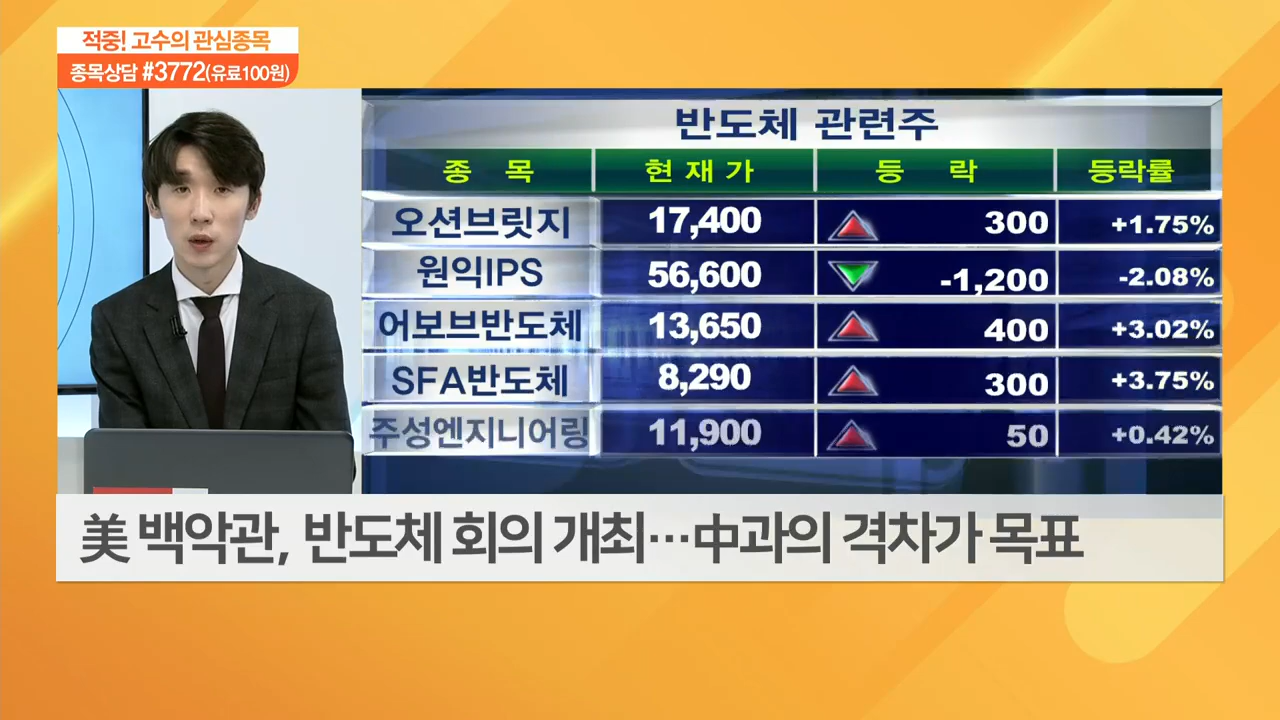 적중! 고수의 관심종목
종목상담 #3772(유료100원)
반도체 관련주
종 목 현 재 가 등 락 등락률
오션브릿지 17,400 300 +1.75%
원익IPS 56,600 -1,200 -2.08%
어보브반도체 13,650 400 +3.02%
SFA반도체 8,290 300 +3.75%
주성엔지니어링 11,900 50 +0.42%
美 백악관, 반도체 회의 개최…中과의 격차가 목표